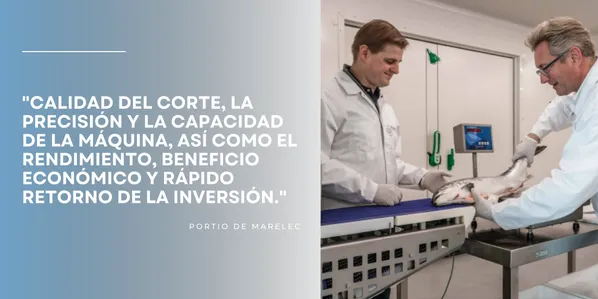 "CALIDAD DEL CORTE, LA
PRECISIÓN Y LA CAPACIDAD
DE LA MÁQUINA, ASÍ COMO EL
RENDIMIENTO, BENEFICIO
ECONÓMICO Y RÁPIDO
RETORNO DE LA INVERSIÓN."
PORTIO DE MARELEC